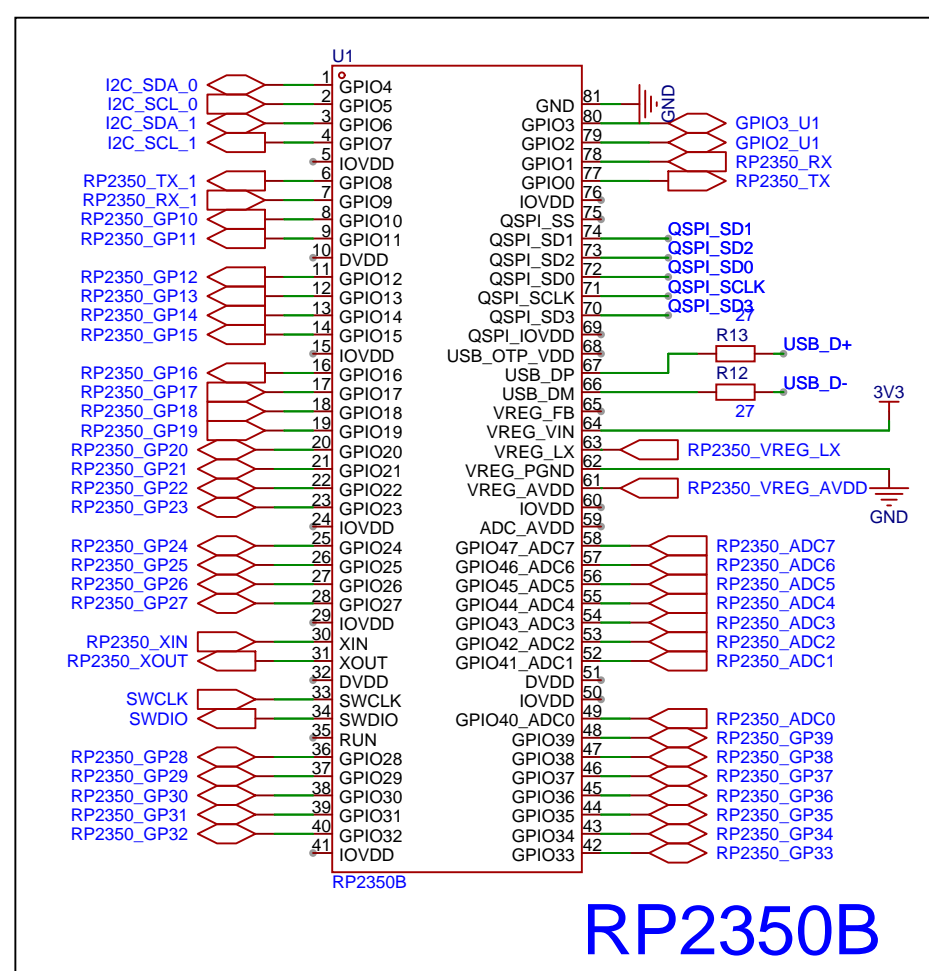 U1
I2C_SDA_0 1 GPIO4
I2C_SCL_0 2 GPIO5
I2C_SDA_1 3 GPIO6
I2C_SCL_1 4 GPIO7
5 IOVDD
RP2350_TX_1 6 GPIO8
RP2350_RX_1 7 GPIO9
RP2350_GP10 8 GPIO10
RP2350_GP11 9 GPIO11
10 DVDD
RP2350_GP12 11 GPIO12
RP2350_GP13 12 GPIO13
RP2350_GP14 13 GPIO14
RP2350_GP15 14 GPIO15
15 IOVDD
RP2350_GP16 16 GPIO16
RP2350_GP17 17 GPIO17
RP2350_GP18 18 GPIO18
RP2350_GP19 19 GPIO19
RP2350_GP20 20 GPIO20
RP2350_GP21 21 GPIO21
RP2350_GP22 22 GPIO22
RP2350_GP23 23 GPIO23
24 IOVDD
RP2350_GP24 25 GPIO24
RP2350_GP25 26 GPIO25
RP2350_GP26 27 GPIO26
RP2350_GP27 28 GPIO27
29 IOVDD
RP2350_XIN 30 XIN
RP2350_XOUT 31 XOUT
32 DVDD
SWCLK 33 SWCLK
SWDIO 34 SWDIO
35 RUN
RP2350_GP28 36 GPIO28
RP2350_GP29 37 GPIO29
RP2350_GP30 38 GPIO30
RP2350_GP31 39 GPIO31
RP2350_GP32 40 GPIO32
41 IOVDD
GND 81 GND
GPIO3 80 GPIO3_U1
GPIO2 79 GPIO2_U1
GPIO1 78 RP2350_RX
GPIO0 77 RP2350_TX
IOVDD 76
QSPI_SS 75
QSPI_SD1 74 QSPI_SD1
QSPI_SD2 73 QSPI_SD2
QSPI_SD0 72 QSPI_SD0
QSPI_SCLK 71 QSPI_SCLK
QSPI_SD3 70 QSPI_SD3
QSPI_IOVDD 69
USB_OTP_VDD 68
27
R13
USB_DP 67 USB_D+
R12
USB_DM 66 USB_D-
27
VREG_FB 65
3V3
VREG_VIN 64
VREG_LX 63 RP2350_VREG_LX
VREG_PGND 62
VREG_AVDD 61 RP2350_VREG_AVDD
GND
IOVDD 60
ADC_AVDD 59
GPIO47_ADC7 58 RP2350_ADC7
GPIO46_ADC6 57 RP2350_ADC6
GPIO45_ADC5 56 RP2350_ADC5
GPIO44_ADC4 55 RP2350_ADC4
GPIO43_ADC3 54 RP2350_ADC3
GPIO42_ADC2 53 RP2350_ADC2
GPIO41_ADC1 52 RP2350_ADC1
DVDD 51
IOVDD 50
GPIO40_ADC0 49 RP2350_ADC0
GPIO39 48 RP2350_GP39
GPIO38 47 RP2350_GP38
GPIO37 46 RP2350_GP37
GPIO36 45 RP2350_GP36
GPIO35 44 RP2350_GP35
GPIO34 43 RP2350_GP34
GPIO33 42 RP2350_GP33
RP2350B
RP2350B